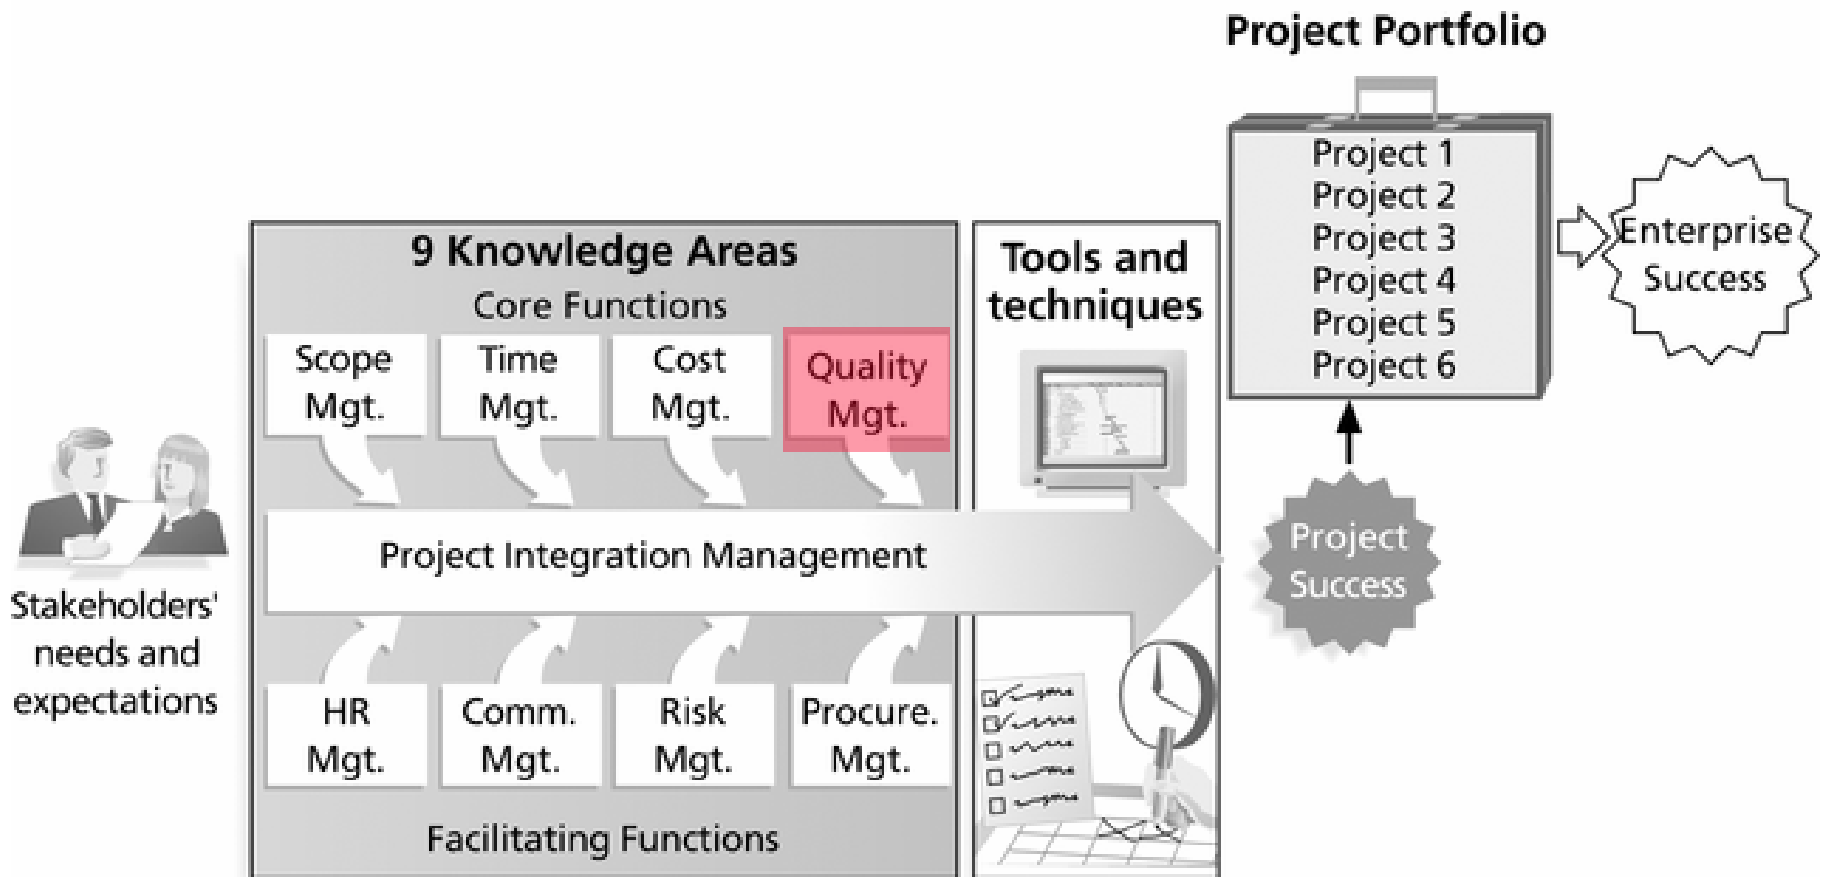 Project Portfolio
Project 1
Project 2
Project 3
Project 4
Project 5
Project 6
Enterprise
Success
9 Knowledge Areas
Core Functions
Scope
Mgt.
Time
Mgt.
Cost
Mgt.
Quality
Mgt.
Tools and
techniques
Stakeholders'
needs and
expectations
Project Integration Management
Project
Success
HR
Mgt.
Comm.
Mgt.
Risk
Mgt.
Procure.
Mgt.
Facilitating Functions